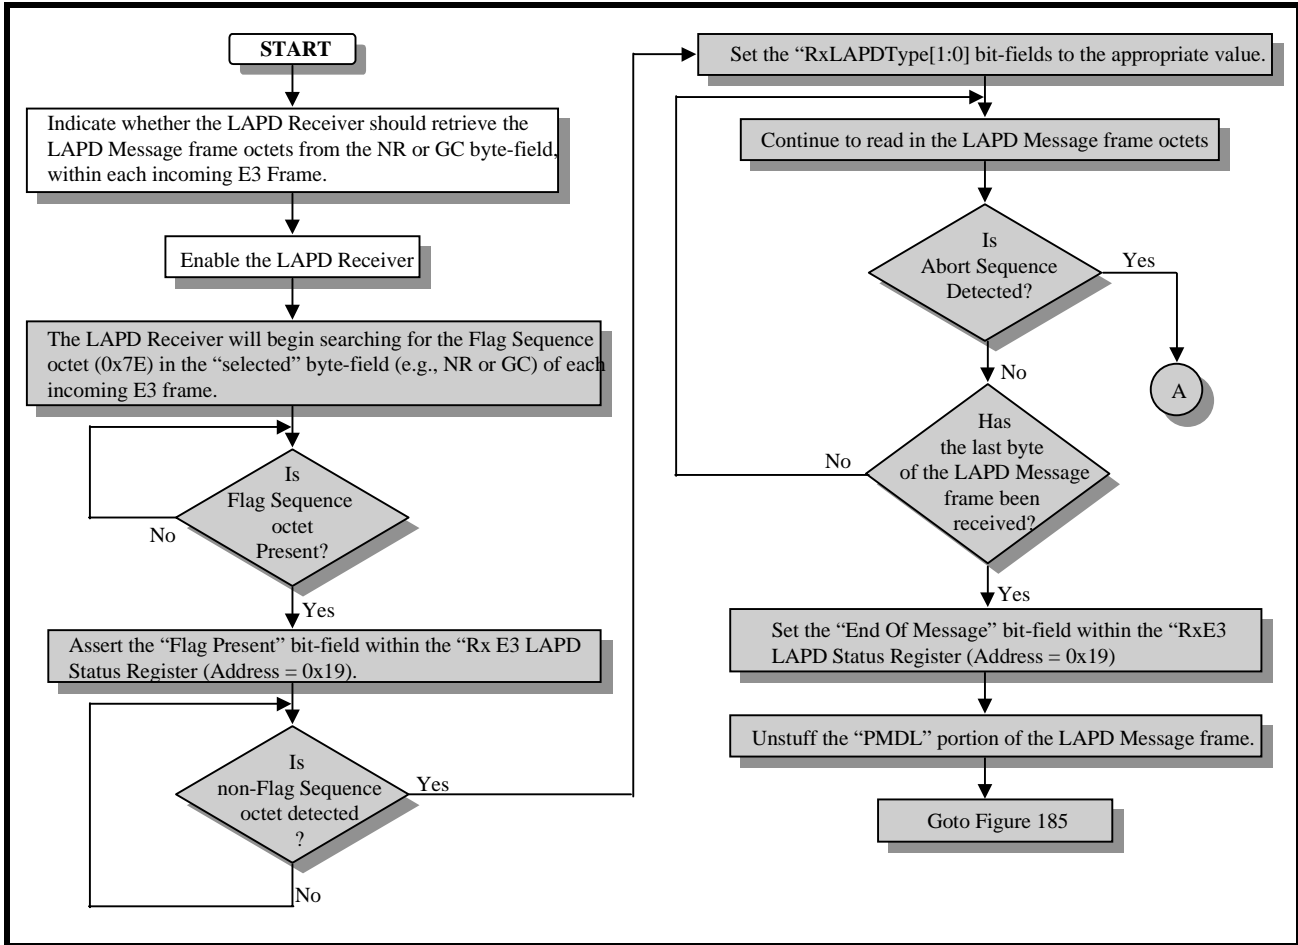 START
Indicate whether the LAPD Receiver should retrieve the
LAPD Message frame octets from the NR or GC byte-field,
within each incoming E3 Frame.
Enable the LAPD Receiver
The LAPD Receiver will begin searching for the Flag Sequence
octet (0x7E) in the “selected” byte-field (e.g., NR or GC) of each
incoming E3 frame.
Is
Flag Sequence
octet
Present?
No
Yes
Assert the “Flag Present” bit-field within the “Rx E3 LAPD
Status Register (Address = 0x19).
Is
non-Flag Sequence
octet detected
?
Yes
No
Set the “RxLAPDType[1:0] bit-fields to the appropriate value.
Continue to read in the LAPD Message frame octets
Is
Abort Sequence
Detected?
Yes
A
No
Has
the last byte
of the LAPD Message
frame been
received?
No
Yes
Set the “End Of Message” bit-field within the “RxE3
LAPD Status Register (Address = 0x19)
Unstuff the “PMDL” portion of the LAPD Message frame.
Goto Figure 185